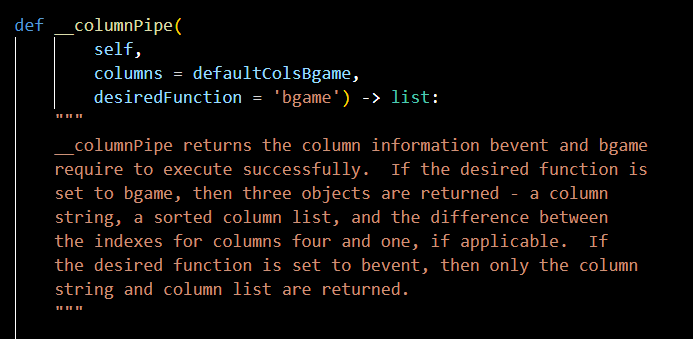 def __columnPipe(
self,
columns = defaultColsBgame,
desiredFunction = 'bgame') -> list:
"""
__columnPipe returns the column information bevent and bgame
require to execute successfully.  If the desired function is
set to bgame, then three objects are returned - a column
string, a sorted column list, and the difference between
the indexes for columns four and one, if applicable.  If
the desired function is set to bevent, then only the column
string and column list are returned.
"""